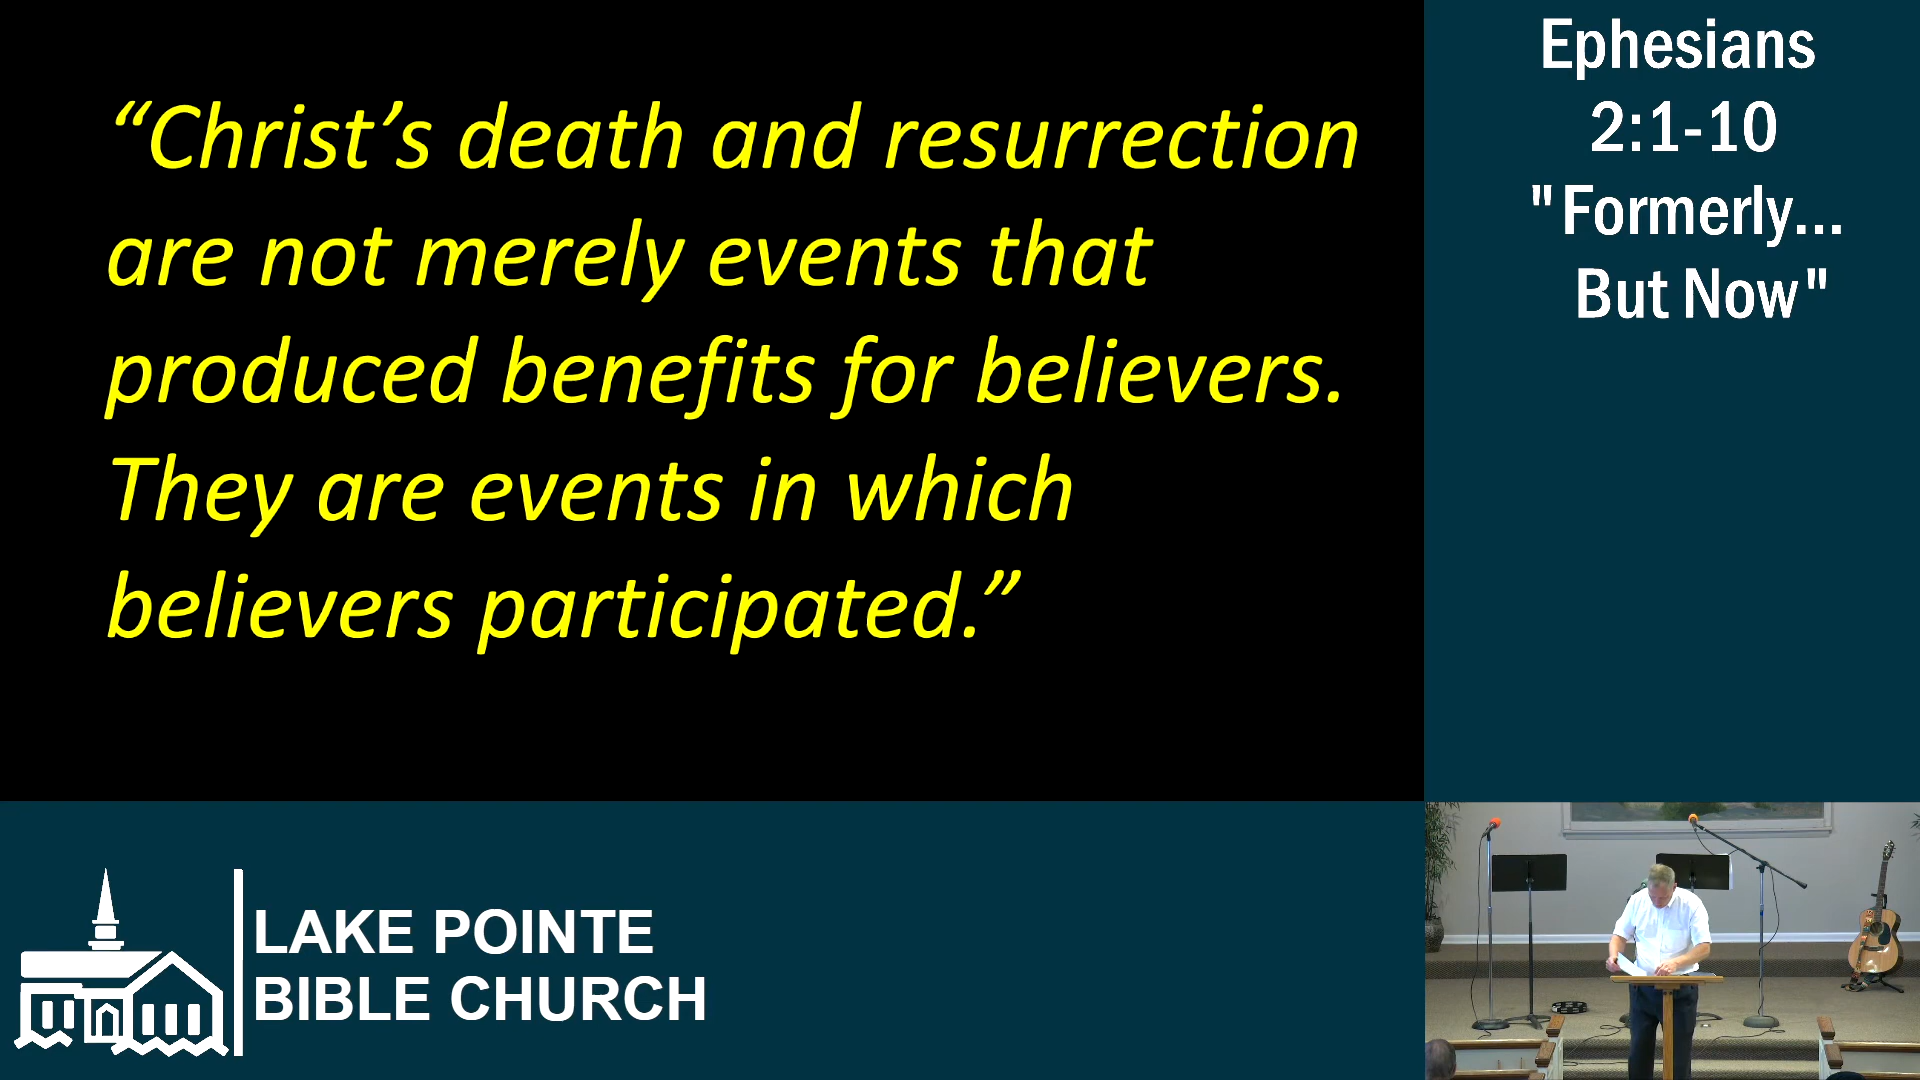 “Christ’s death and resurrection
are not merely events that
produced benefits for believers.
They are events in which
believers participated.”
Ephesians
2:1-10
"Formerly...
But Now"
LAKE POINTE
BIBLE CHURCH